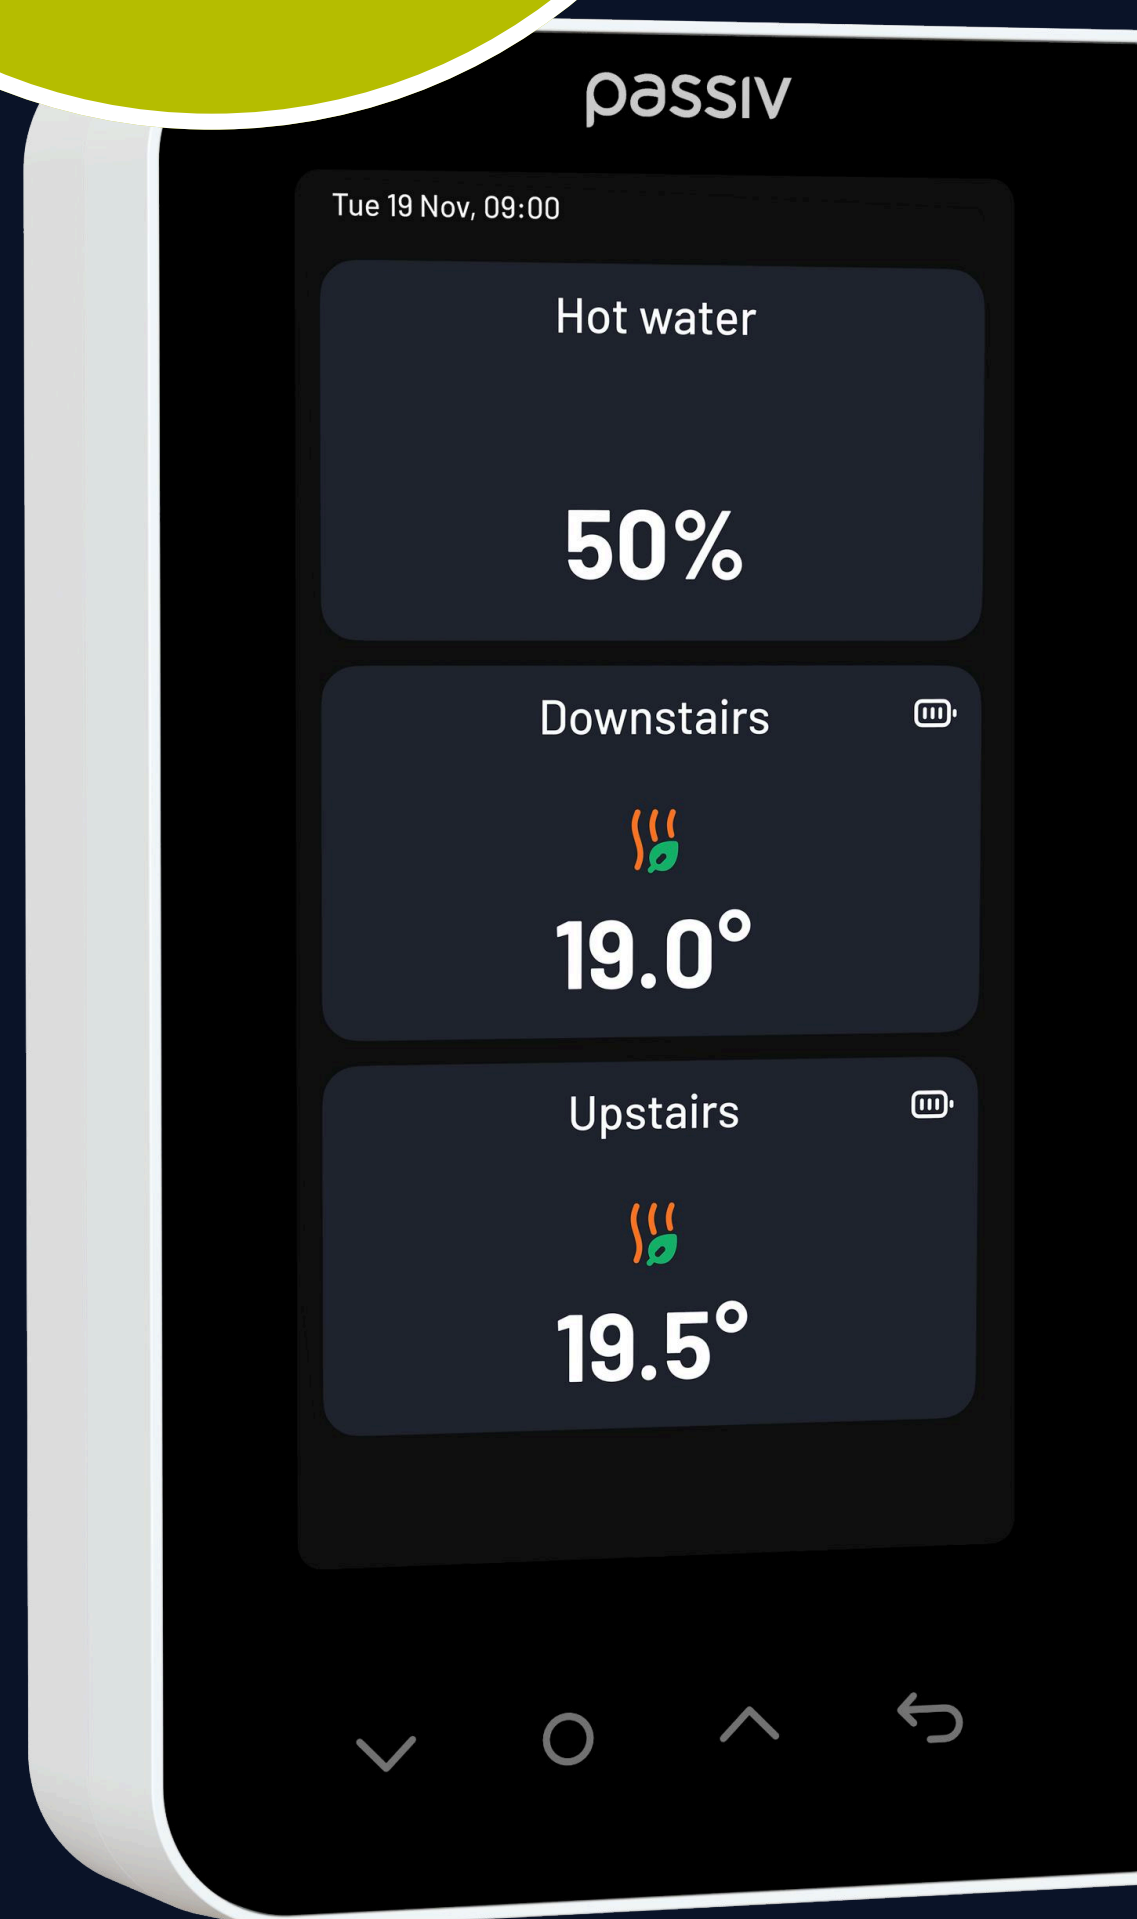 passiv
Tue 19 Nov, 09:00
Hot water
50%
Downstairs
19.0°
Upstairs
19.5°